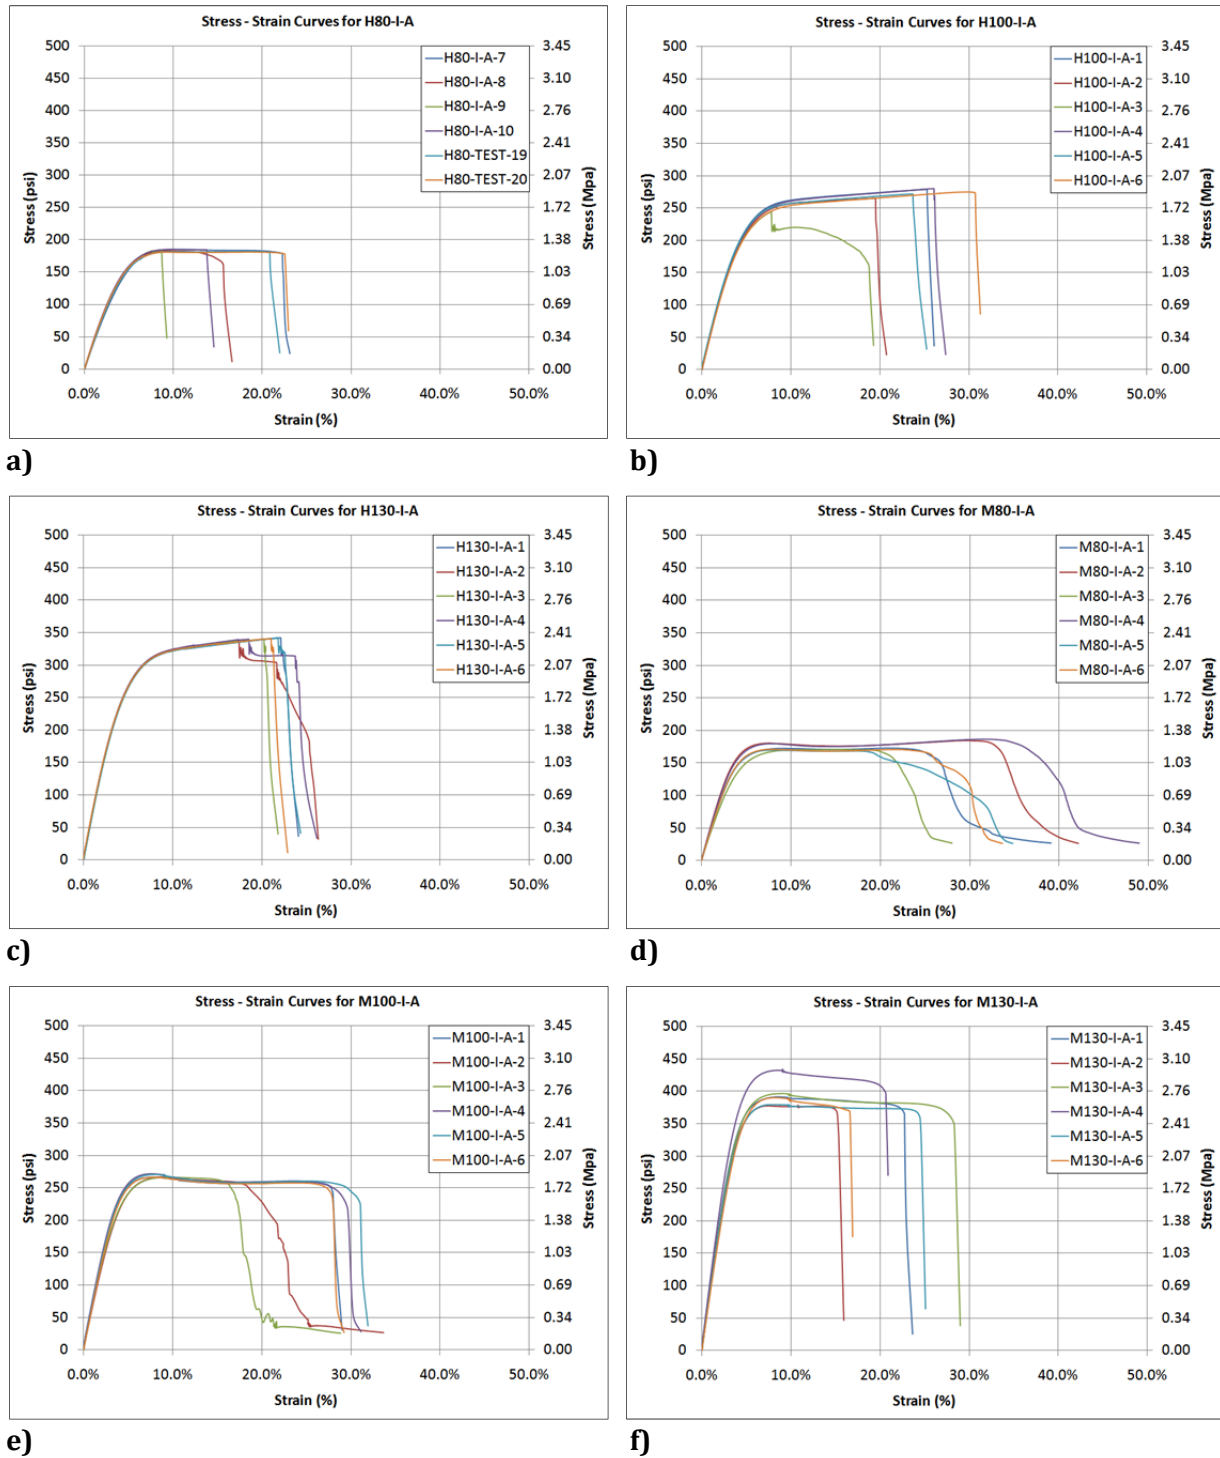 Stress - Strain Curves for H80-I-A
500
450
400
350
300
250
200
150
100
50
0
3.45
3.10
2.76
2.41
2.07
1.72
1.38
1.03
0.69
0.34
0.00
Stress (psi)
Stress (Mpa)
H80-I-A-7
H80-I-A-8
H80-I-A-9
H80-I-A-10
H80-TEST-19
H80-TEST-20
0.0% 10.0% 20.0% 30.0% 40.0% 50.0%
Strain (%)
a)
Stress - Strain Curves for H100-I-A
500
450
400
350
300
250
200
150
100
50
0
3.45
3.10
2.76
2.41
2.07
1.72
1.38
1.03
0.69
0.34
0.00
Stress (psi)
Stress (Mpa)
H100-I-A-1
H100-I-A-2
H100-I-A-3
H100-I-A-4
H100-I-A-5
H100-I-A-6
0.0% 10.0% 20.0% 30.0% 40.0% 50.0%
Strain (%)
b)
Stress - Strain Curves for H130-I-A
500
450
400
350
300
250
200
150
100
50
0
3.45
3.10
2.76
2.41
2.07
1.72
1.38
1.03
0.69
0.34
0.00
Stress (psi)
Stress (Mpa)
H130-I-A-1
H130-I-A-2
H130-I-A-3
H130-I-A-4
H130-I-A-5
H130-I-A-6
0.0% 10.0% 20.0% 30.0% 40.0% 50.0%
Strain (%)
c)
Stress - Strain Curves for M80-I-A
500
450
400
350
300
250
200
150
100
50
0
3.45
3.10
2.76
2.41
2.07
1.72
1.38
1.03
0.69
0.34
0.00
Stress (psi)
Stress (Mpa)
M80-I-A-1
M80-I-A-2
M80-I-A-3
M80-I-A-4
M80-I-A-5
M80-I-A-6
0.0% 10.0% 20.0% 30.0% 40.0% 50.0%
Strain (%)
d)
Stress - Strain Curves for M100-I-A
500
450
400
350
300
250
200
150
100
50
0
3.45
3.10
2.76
2.41
2.07
1.72
1.38
1.03
0.69
0.34
0.00
Stress (psi)
Stress (Mpa)
M100-I-A-1
M100-I-A-2
M100-I-A-3
M100-I-A-4
M100-I-A-5
M100-I-A-6
0.0% 10.0% 20.0% 30.0% 40.0% 50.0%
Strain (%)
e)
Stress - Strain Curves for M130-I-A
500
450
400
350
300
250
200
150
100
50
0
3.45
3.10
2.76
2.41
2.07
1.72
1.38
1.03
0.69
0.34
0.00
Stress (psi)
Stress (Mpa)
M130-I-A-1
M130-I-A-2
M130-I-A-3
M130-I-A-4
M130-I-A-5
M130-I-A-6
0.0% 10.0% 20.0% 30.0% 40.0% 50.0%
Strain (%)
f)